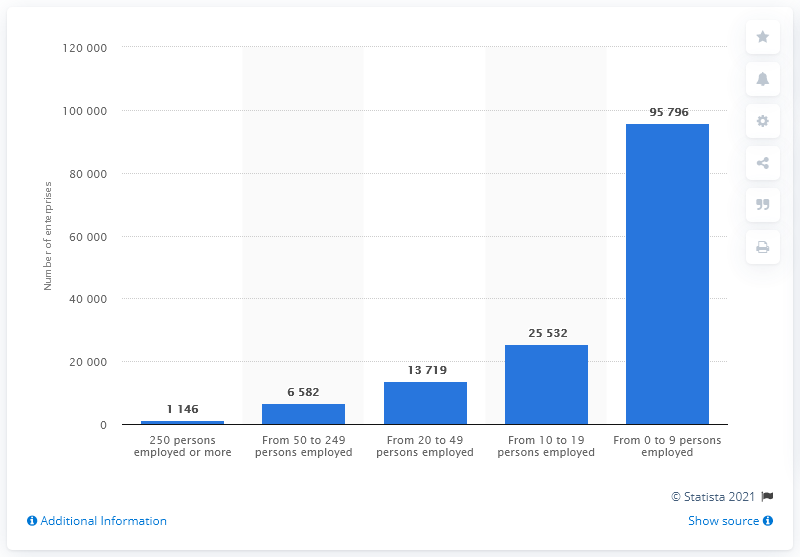 120 000
100 000
80 000
60 000
40 000
20 000
0
Number of enterprises
1 146
6 582
13 719
25 532
95 796
250 persons
employed or more
From 50 to 249
persons employed
From 20 to 49
persons employed
From 10 to 19
persons employed
From 0 to 9 persons
employed
© Statista 2021
Additional Information
Show source